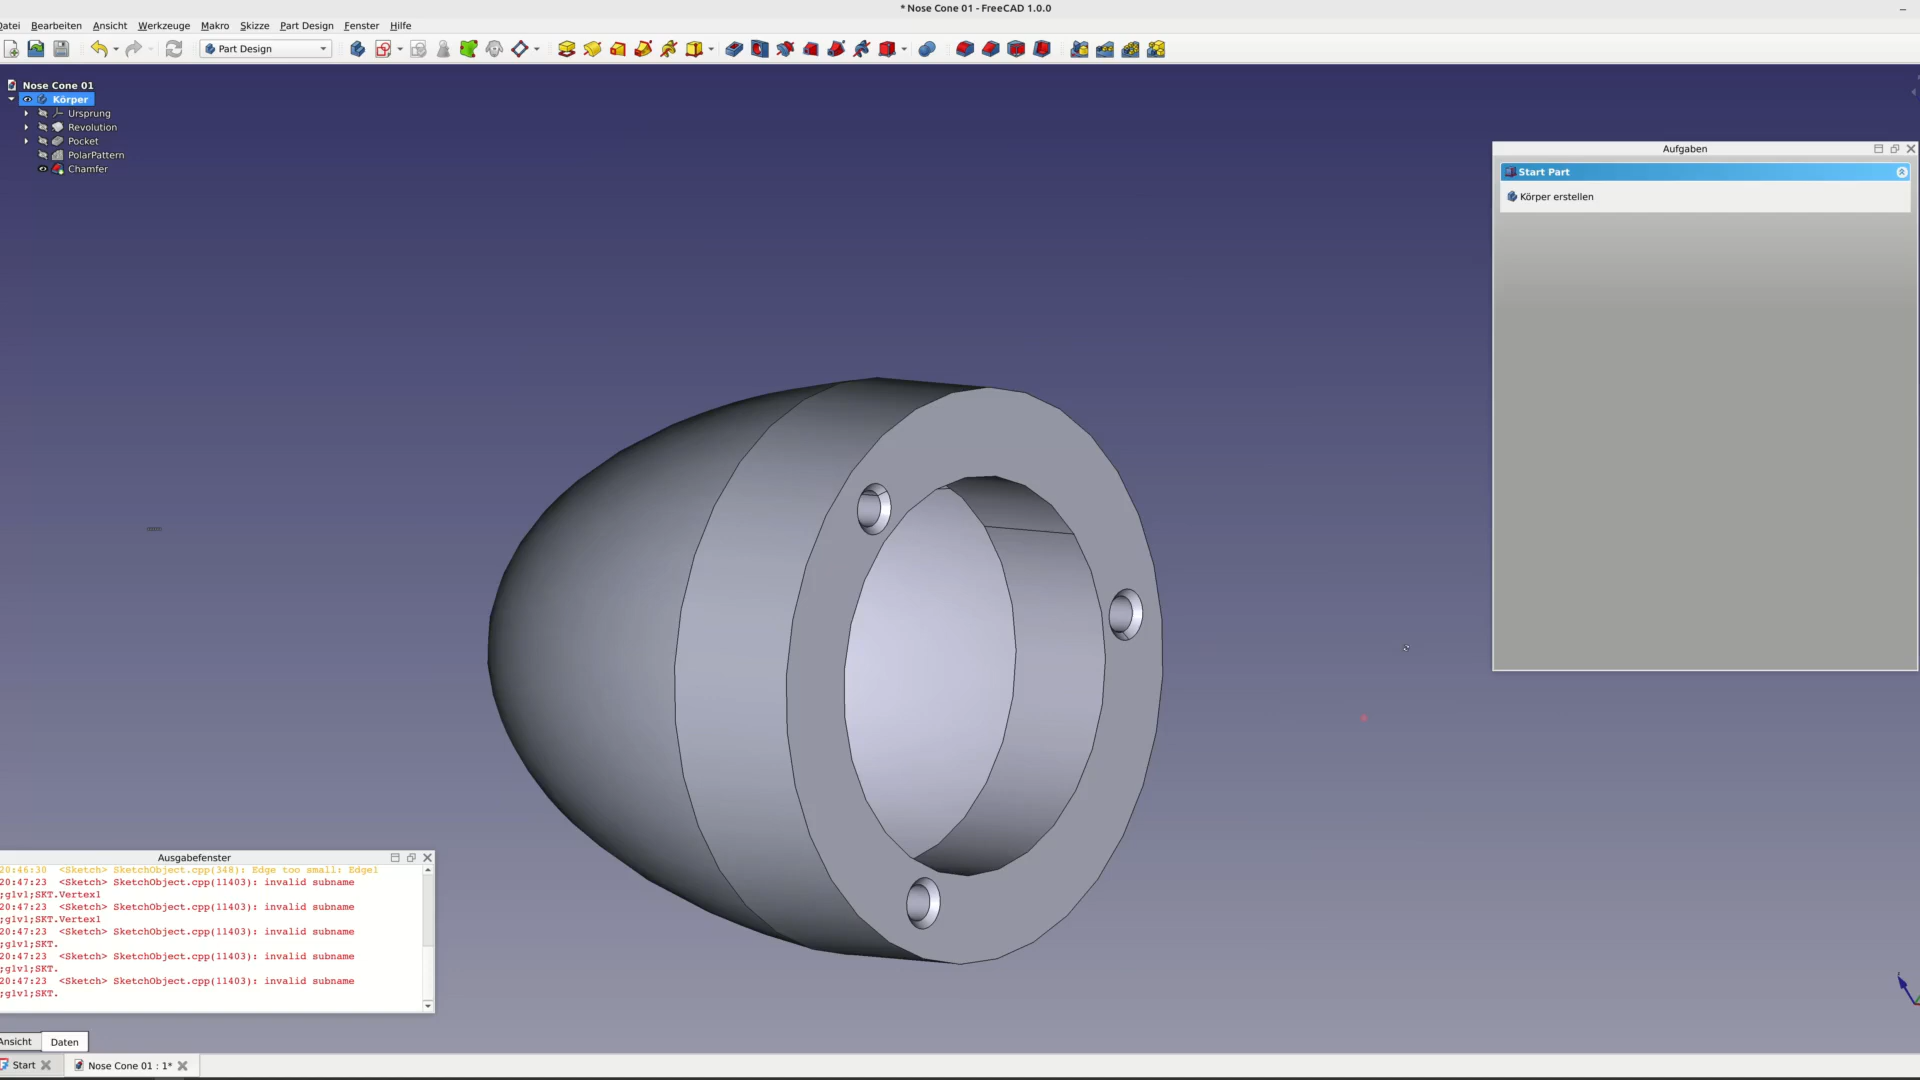 * Nose Cone 01 - FreeCAD 1.0.0
Datei Bearbeiten Ansicht Werkzeuge Makro Skizze Part Design Fenster Hilfe
Part Design
Nose Cone 01
Körper
Ursprung
Revolution
Pocket
PolarPattern
Chamfer
Aufgaben
Start Part
Körper erstellen
Ausgabefenster
20:46:30 <Sketch> SketchObject.cpp(348): Edge too small: Edge1
20:47:23 <Sketch> SketchObject.cpp(11403): invalid subname
;g1v1;SKT.Vertex1
20:47:23 <Sketch> SketchObject.cpp(11403): invalid subname
;g1v1;SKT.Vertex1
20:47:23 <Sketch> SketchObject.cpp(11403): invalid subname
;g1v1;SKT.
20:47:23 <Sketch> SketchObject.cpp(11403): invalid subname
;g1v1;SKT.
20:47:23 <Sketch> SketchObject.cpp(11403): invalid subname
;g1v1;SKT.
Ansicht Daten
Start Nose Cone 01 : 1*